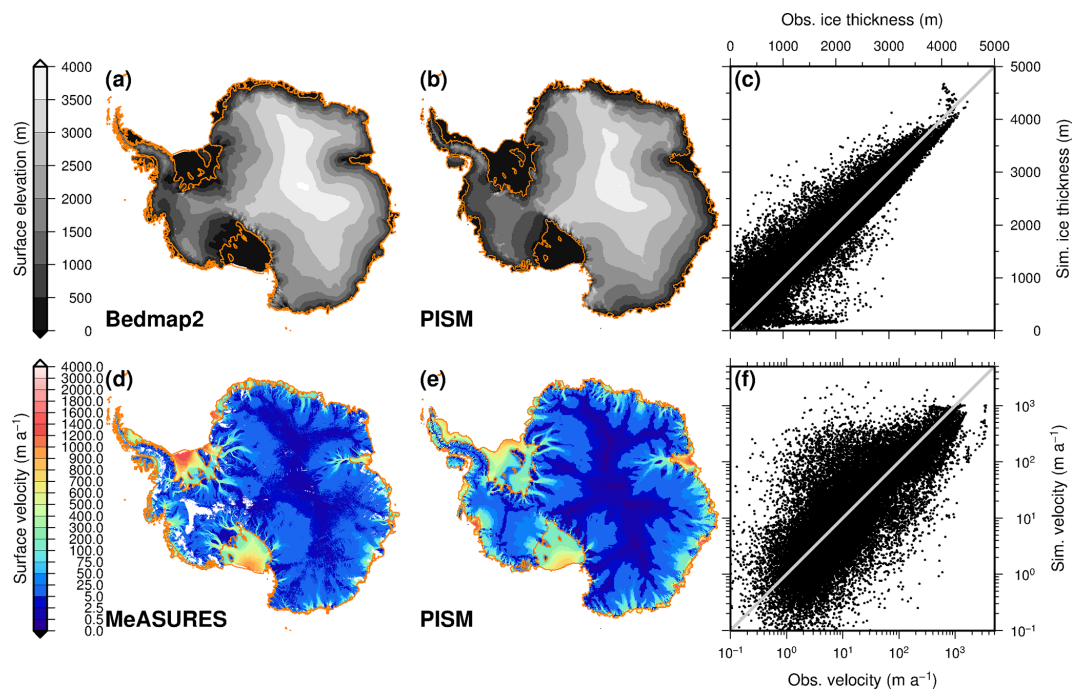 Obs. ice thickness (m)
0 1000 2000 3000 4000 5000
(a)
(b)
(c)
Surface elevation (m)
4000
3500
3000
2500
2000
1500
1000
500
0
Bedmap2
PISM
5000
4000
3000
2000
1000
0
Sim. ice thickness (m)
(d)
(e)
(f)
Surface velocity (m a⁻¹)
4000.0
3000.0
2000.0
1800.0
1600.0
1400.0
1200.0
1000.0
900.0
800.0
700.0
600.0
500.0
400.0
300.0
200.0
100.0
75.0
50.0
25.0
10.0
5.0
2.5
0.5
0.0
MeASURES
PISM
10³
10²
10¹
10⁰
10⁻¹
Sim. velocity (m a⁻¹)
10⁻¹ 10⁰ 10¹ 10² 10³
Obs. velocity (m a⁻¹)